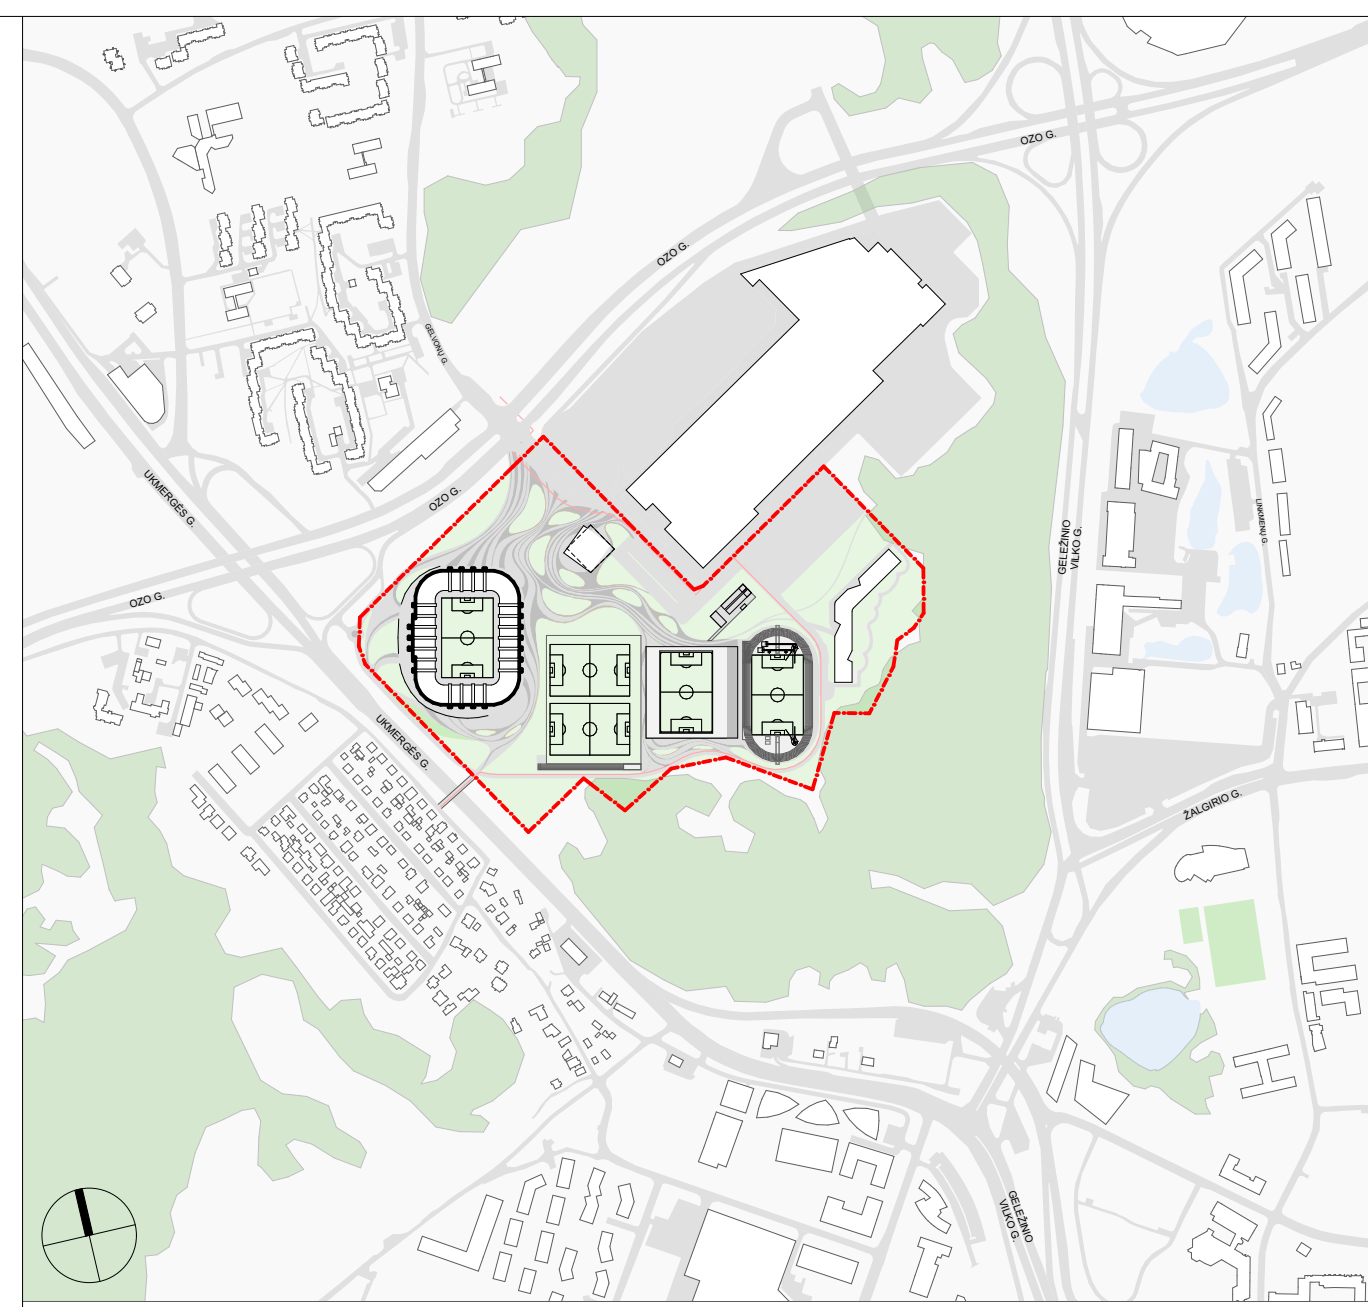 OZO G.
OZO G.
GELVONŲ G.
UKMERGĖS G.
OZO G.
LINKMENŲ G.
GELEŽINIO
VILKO G.
OZO G.
UKMERGĖS G.
ŽALGIRIO G.
GELEŽINIO
VILKO G.